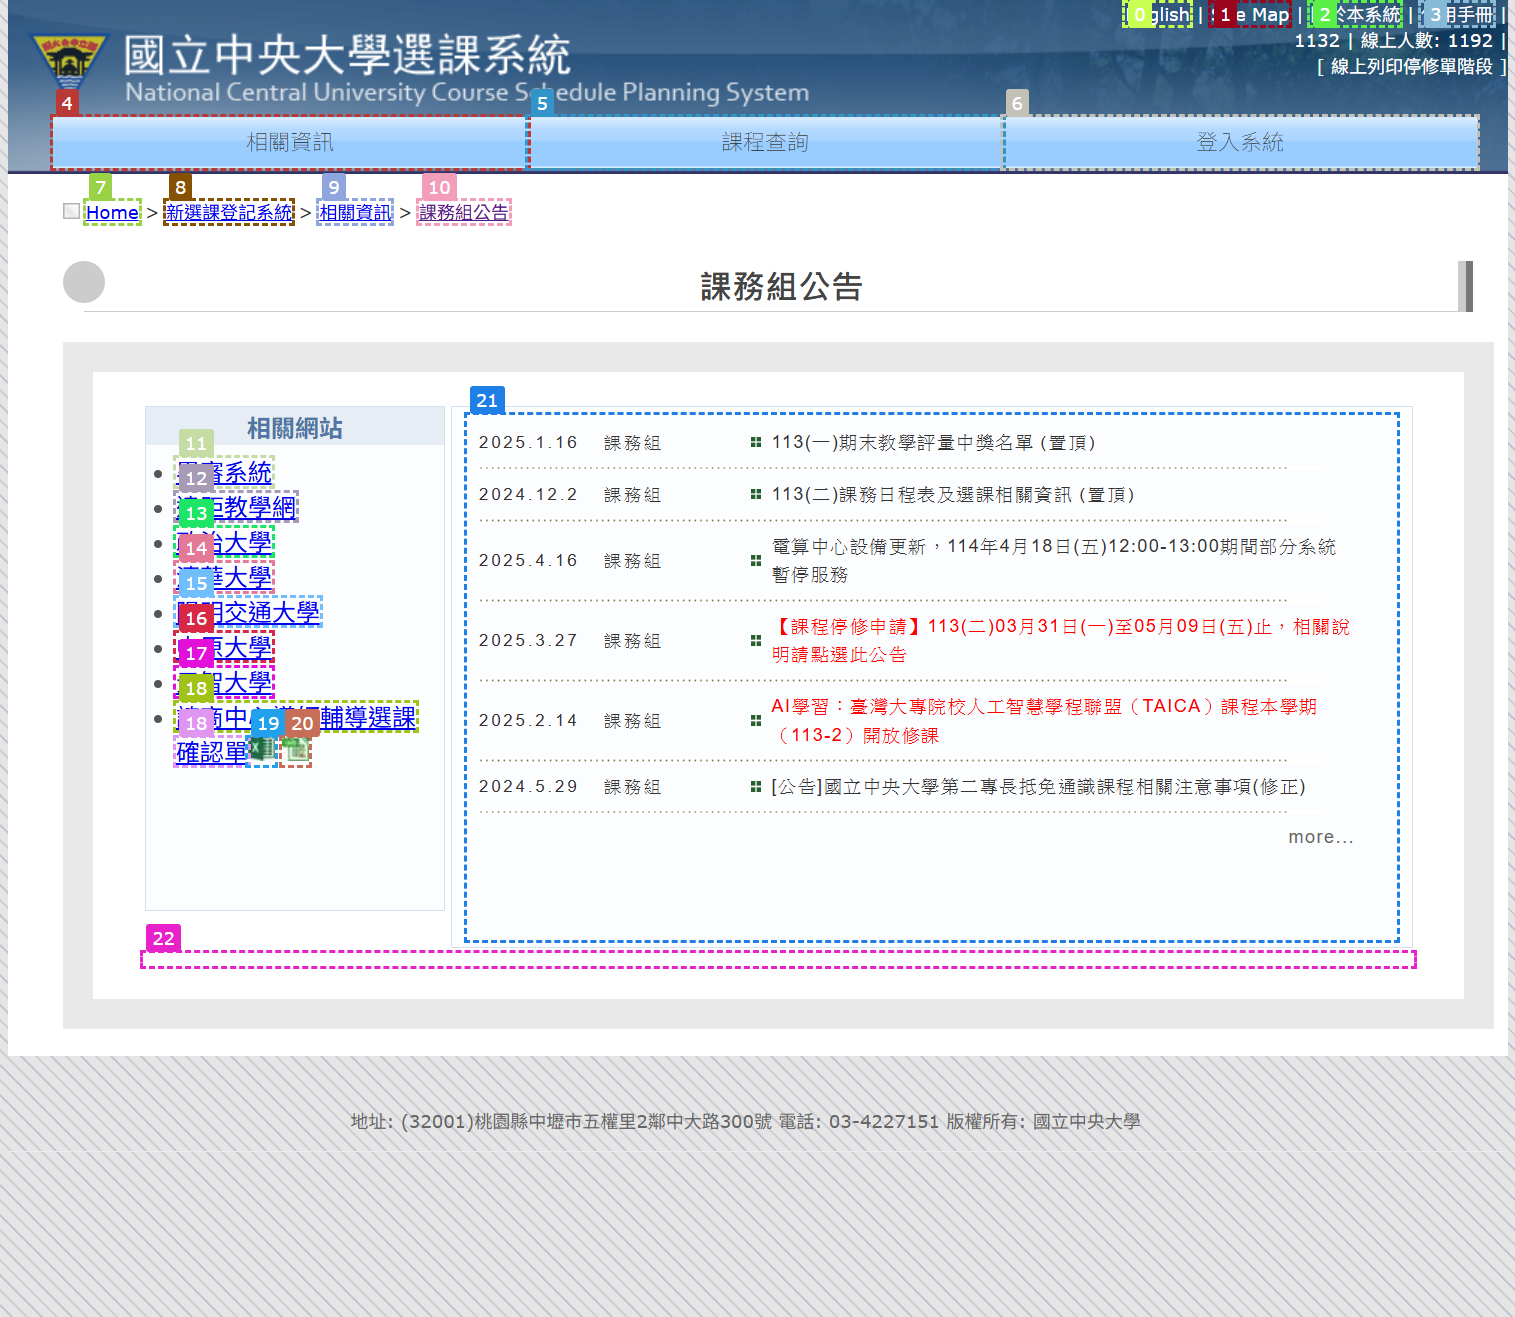 English | Site Map | 關於本系統 | 使用手冊 |
1132 | 線上人數: 1192 |
[ 線上列印停修單階段 ]
國立中央大學選課系統
National Central University Course Schedule Planning System
0
1
2
3
4
5
6
相關資訊
課程查詢
登入系統
7
8
9
10
Home > 新選課登記系統 > 相關資訊 > 課務組公告
課務組公告
相關網站
11
系統
12
教學網
13
大學
14
大學
15
交通大學
16
大學
17
大學
18
輔導選課
18
19
20
確認單
21
2025.1.16 課務組 113(一)期末教學評量中獎名單 (置頂)
2024.12.2 課務組 113(二)課務日程表及選課相關資訊 (置頂)
2025.4.16 課務組 電算中心設備更新，114年4月18日(五)12:00-13:00期間部分系統
暫停服務
2025.3.27 課務組 【課程停修申請】113(二)03月31日(一)至05月09日(五)止，相關說
明請點選此公告
2025.2.14 課務組 AI學習：臺灣大專院校人工智慧學程聯盟（TAICA）課程本學期
（113-2）開放修課
2024.5.29 課務組 [公告]國立中央大學第二專長抵免通識課程相關注意事項(修正)
more...
22
地址: (32001)桃園縣中壢市五權里2鄰中大路300號 電話: 03-4227151 版權所有: 國立中央大學